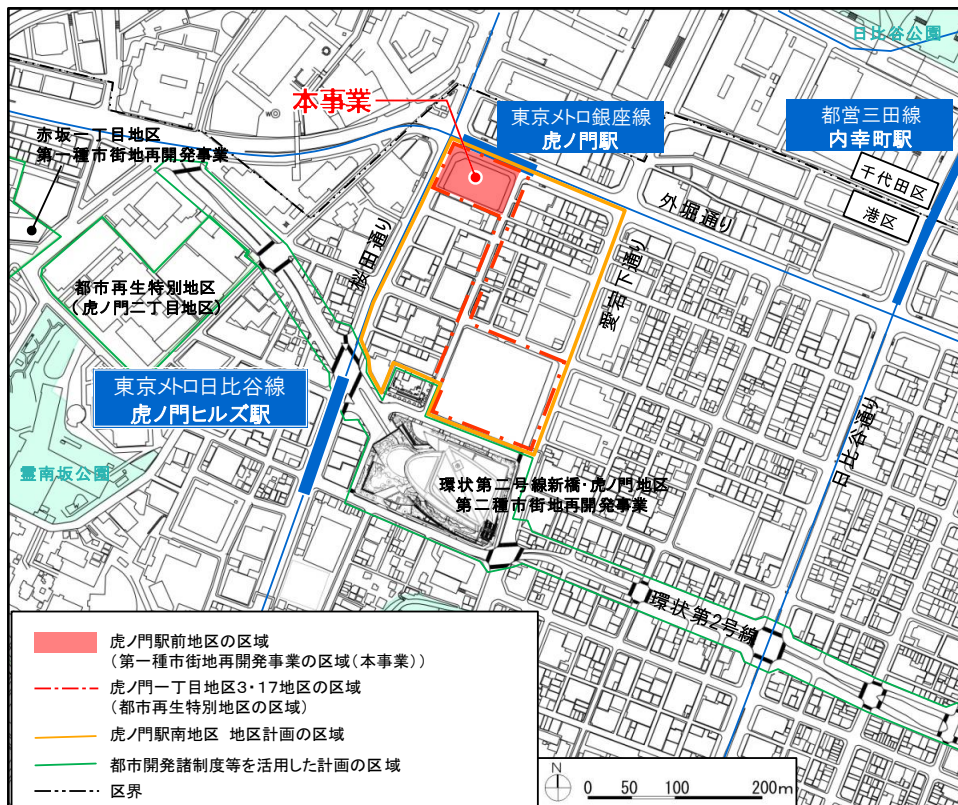 日比谷公園
本事業
東京メトロ銀座線
虎ノ門駅
都営三田線
内幸町駅
赤坂一丁目地区
第一種市街地再開発事業
千代田区
港区
外堀通り
桜田通り
愛宕下通り
都市再生特別地区
(虎ノ門二丁目地区)
東京メトロ日比谷線
虎ノ門ヒルズ駅
日比谷通り
霊南坂公園
環状第二号線新橋・虎ノ門地区
第二種市街地再開発事業
環状第2号線
虎ノ門駅前地区の区域
(第一種市街地再開発事業の区域(本事業))
虎ノ門一丁目地区3・17地区の区域
(都市再生特別地区の区域)
虎ノ門駅南地区 地区計画の区域
都市開発諸制度等を活用した計画の区域
区界
N
0 50 100 200m